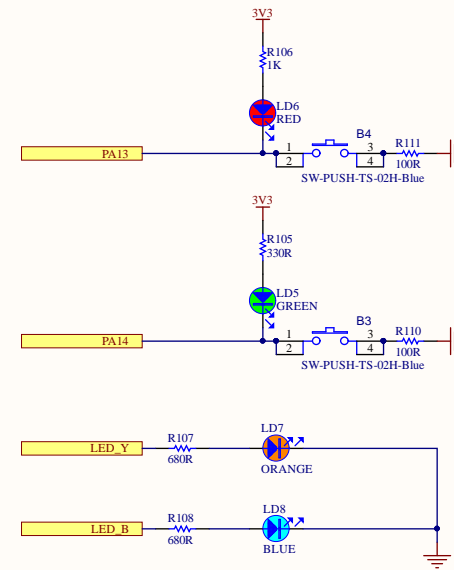 3V3
R106
1K
LD6
RED
PA13
1
2
B4
3
4
R111
100R
SW-PUSH-TS-02H-Blue
3V3
R105
330R
LD5
GREEN
PA14
1
2
B3
3
4
R110
100R
SW-PUSH-TS-02H-Blue
LED_Y
R107
680R
LD7
ORANGE
LED_B
R108
680R
LD8
BLUE